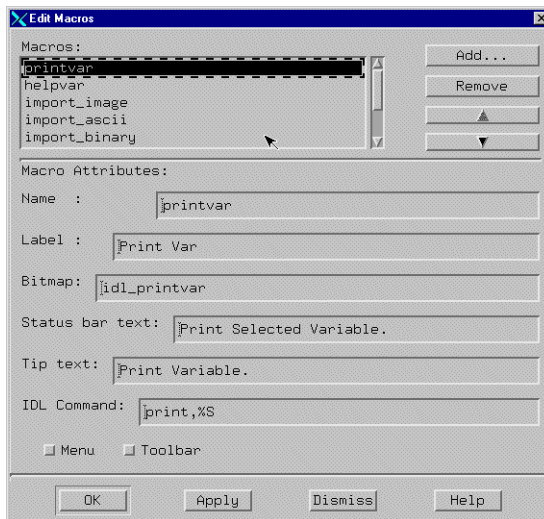 Edit Macros
Macros:
printvar
helpvar
import_image
import_ascii
import_binary
Add...
Remove
Macro Attributes:
Name : printvar
Label : Print Var
Bitmap: idl_printvar
Status bar text: Print Selected Variable.
Tip text: Print Variable.
IDL Command: print,%S
Menu Toolbar
OK Apply Dismiss Help